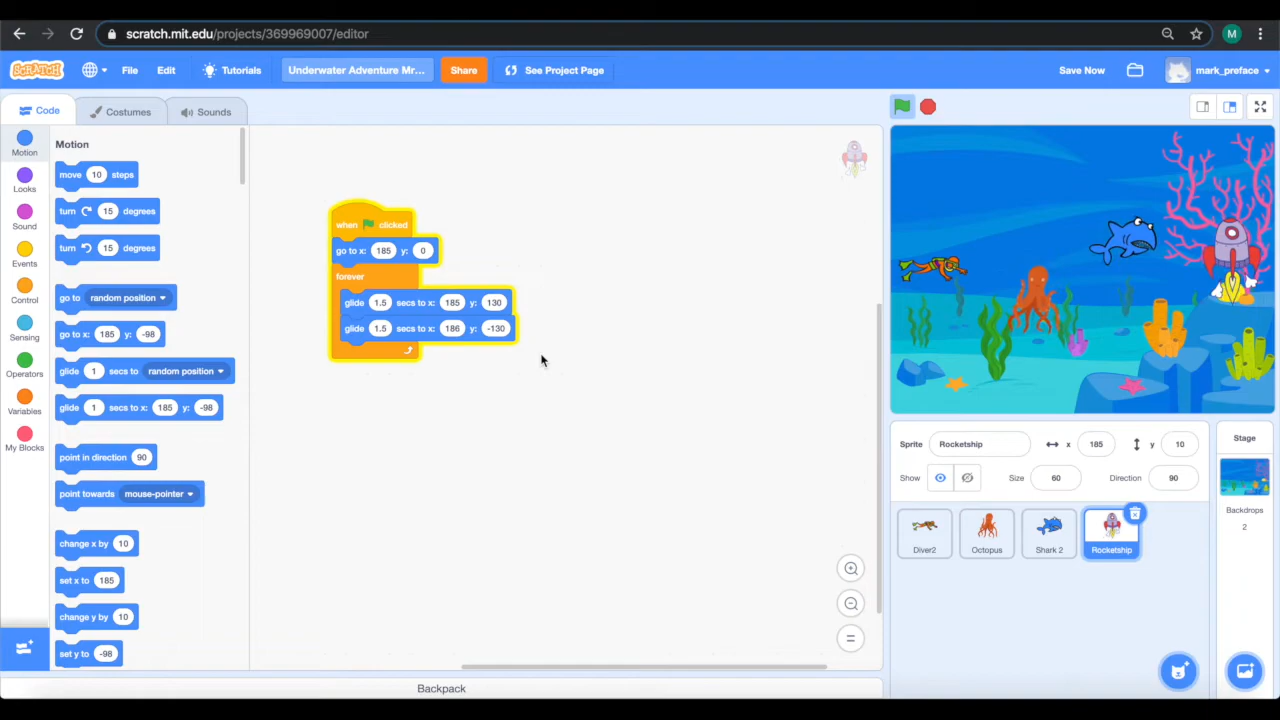 scratch.mit.edu/projects/369969007/editor
M
SCRATCH
File
Edit
Tutorials
Underwater Adventure Mr...
Share
See Project Page
Save Now
mark_preface
Code
Costumes
Sounds
Motion
Looks
Sound
Events
Control
Sensing
Operators
Variables
My Blocks
Motion
move 10 steps
turn 15 degrees
turn 15 degrees
go to random position
go to x: 185 y: -98
glide 1 secs to random position
glide 1 secs to x: 185 y: -98
point in direction 90
point towards mouse-pointer
change x by 10
set x to 185
change y by 10
set y to -98
when clicked
go to x: 185 y: 0
forever
glide 1.5 secs to x: 185 y: 130
glide 1.5 secs to x: 186 y: -130
Sprite Rocketship x 185 y 10
Show Size 60 Direction 90
Diver2
Octopus
Shark 2
Rocketship
Stage
Backdrops
2
Backpack